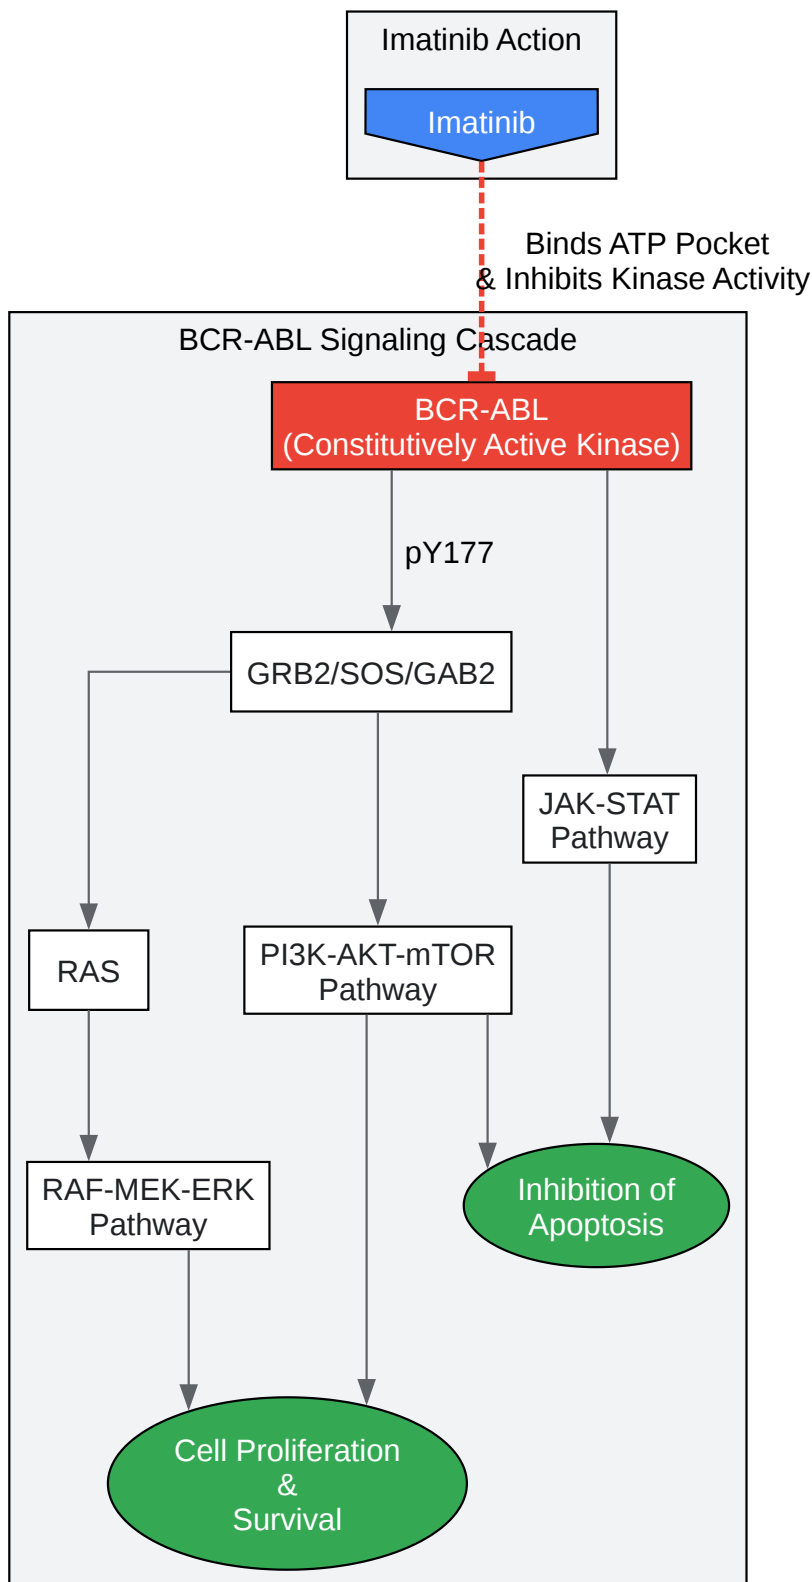 Imatinib Action
Imatinib
Binds ATP Pocket
& Inhibits Kinase Activity
BCR-ABL Signaling Cascade
BCR-ABL
(Constitutively Active Kinase)
pY177
GRB2/SOS/GAB2
JAK-STAT
Pathway
RAS
PI3K-AKT-mTOR
Pathway
RAF-MEK-ERK
Pathway
Inhibition of
Apoptosis
Cell Proliferation
&
Survival